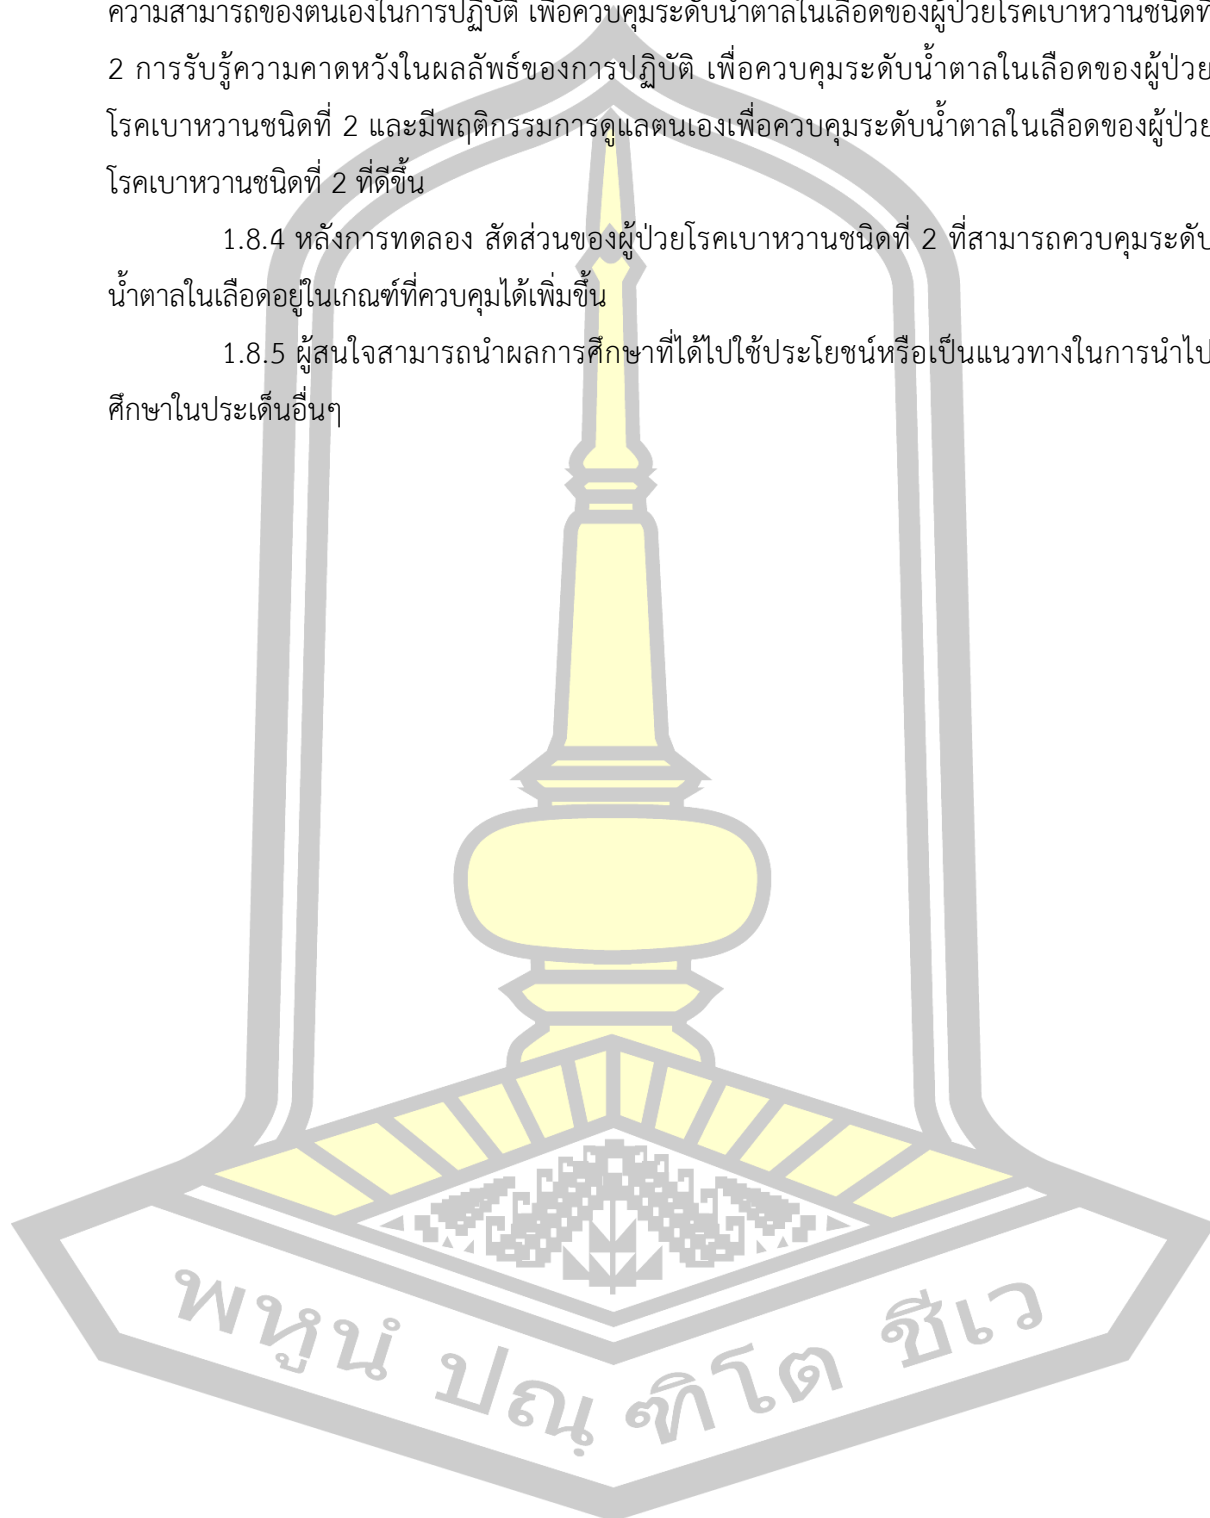 ความสามารถของตนเองในการปฏิบัติ เพื่อควบคุมระดับน้ำตาลในเลือดของผู้ป่วยโรคเบาหวานชนิดที่
2 การรับรู้ความคาดหวังในผลลัพธ์ของการปฏิบัติ เพื่อควบคุมระดับน้ำตาลในเลือดของผู้ป่วย
โรคเบาหวานชนิดที่ 2 และมีพฤติกรรมการดูแลตนเองเพื่อควบคุมระดับน้ำตาลในเลือดของผู้ป่วย
โรคเบาหวานชนิดที่ 2 ที่ดีขึ้น
1.8.4 หลังการทดลอง สัดส่วนของผู้ป่วยโรคเบาหวานชนิดที่ 2 ที่สามารถควบคุมระดับ
น้ำตาลในเลือดอยู่ในเกณฑ์ที่ควบคุมได้เพิ่มขึ้น
1.8.5 ผู้สนใจสามารถนำผลการศึกษาที่ได้ไปใช้ประโยชน์หรือเป็นแนวทางในการนำไป
ศึกษาในประเด็นอื่นๆ
พหูนํ ปณฺฑิโต ชีเว